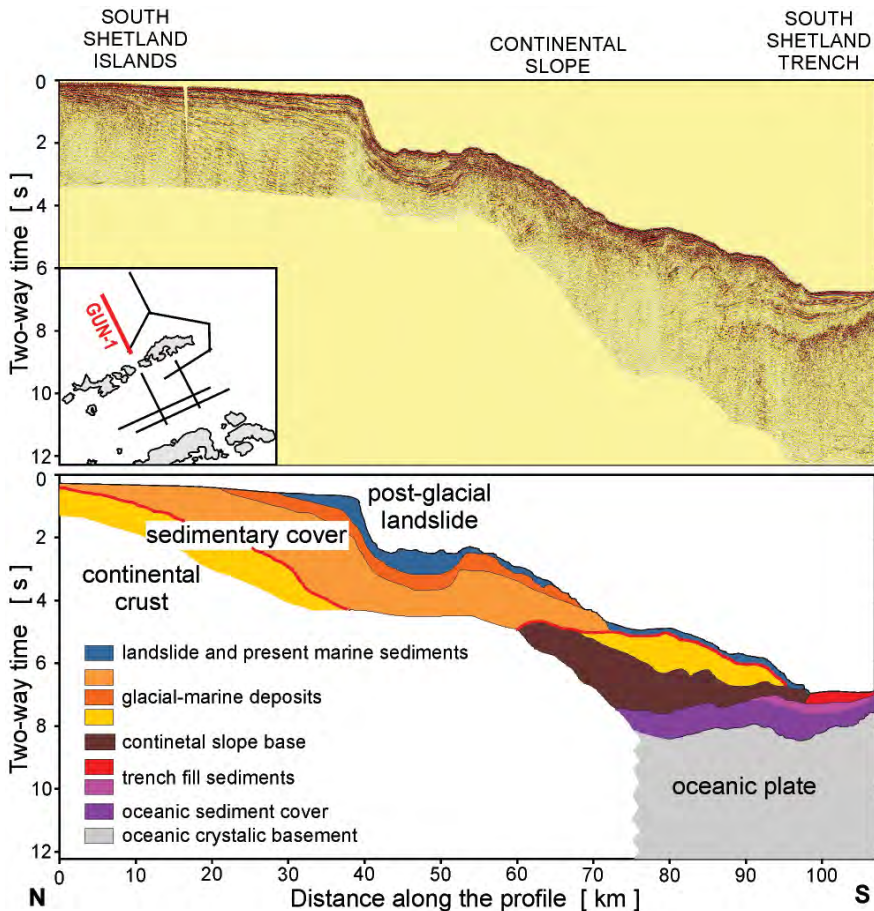 SOUTH
SHETLAND
ISLANDS
CONTINENTAL
SLOPE
SOUTH
SHETLAND
TRENCH
0
2
4
6
8
10
12
Two-way time [ s ]
GUN-1
0
2
4
6
8
10
12
Two-way time [ s ]
post-glacial
landslide
sedimentary cover
continental
crust
landslide and present marine sediments
glacial-marine deposits
continetal slope base
trench fill sediments
oceanic sediment cover
oceanic crystalic basement
oceanic plate
0
10
20
30
40
50
60
70
80
90
100
N
Distance along the profile [ km ]
S